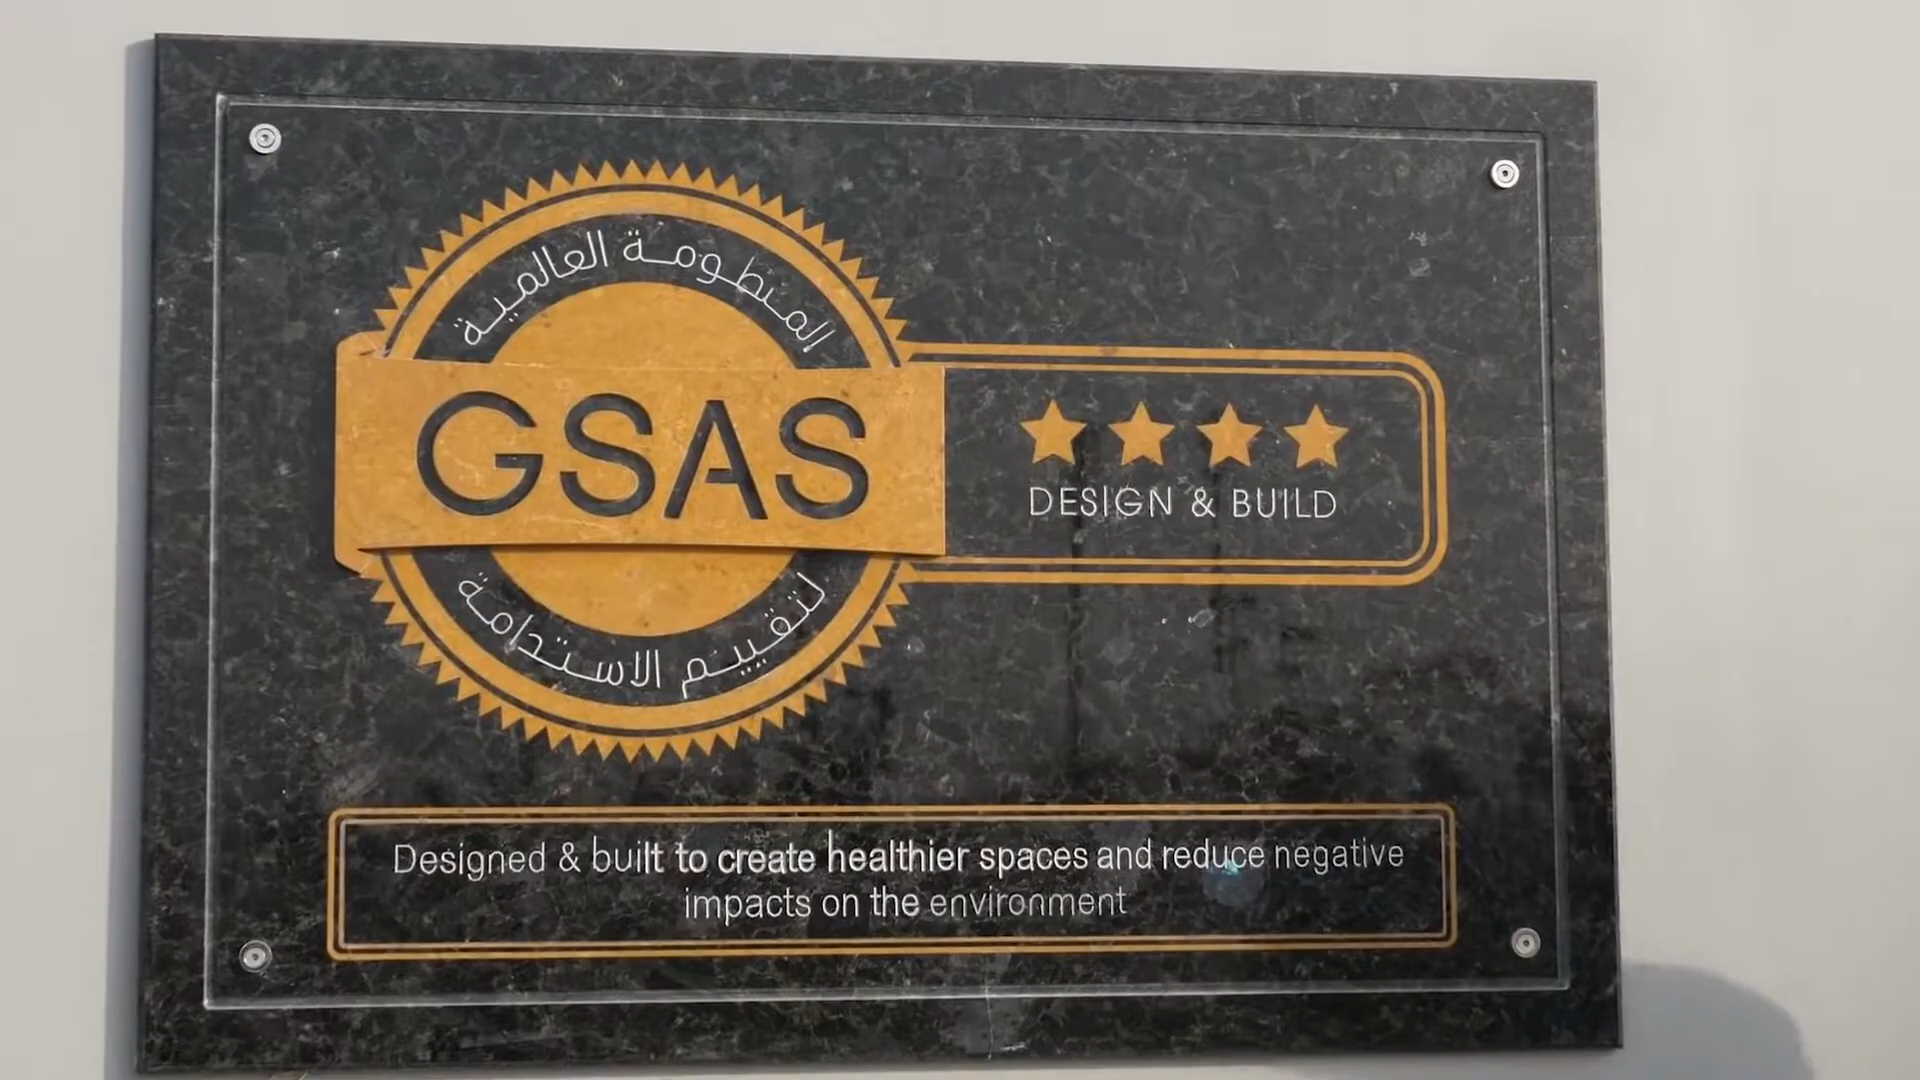 المنظومة العالمية
GSAS
لتقييم الاستدامة
DESIGN & BUILD
Designed & built to create healthier spaces and reduce negative
impacts on the environment